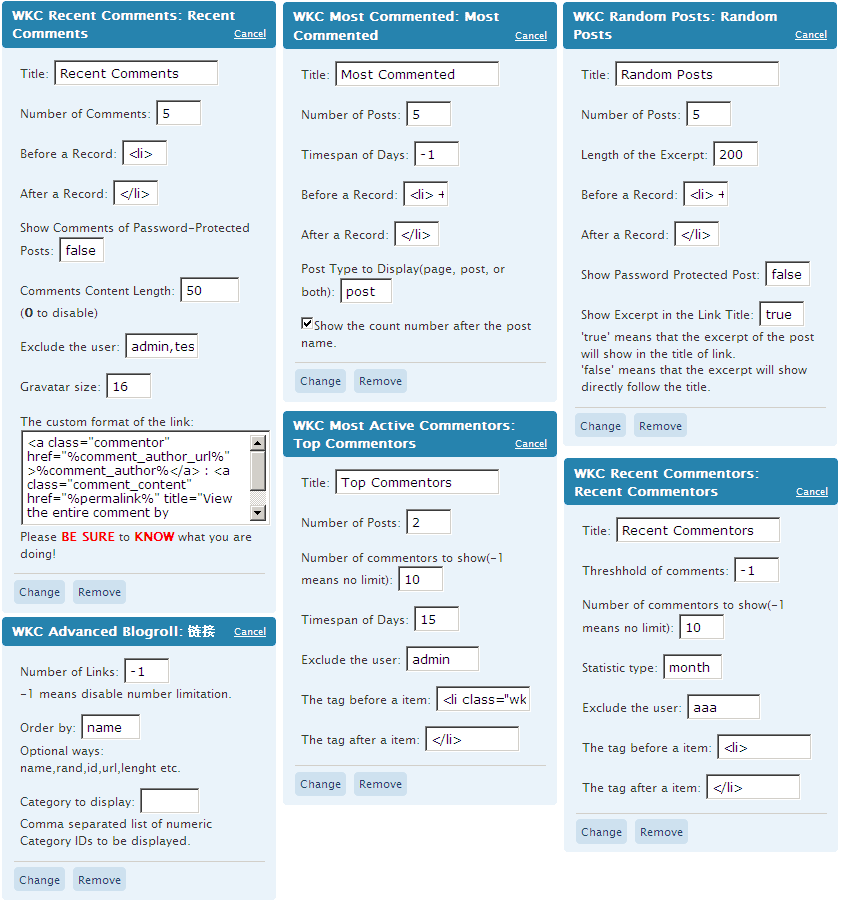 WKC Recent Comments: Recent
Comments
Cancel
Title: Recent Comments
Number of Comments: 5
Before a Record: <li>
After a Record: </li>
Show Comments of Password-Protected
Posts: false
Comments Content Length: 50
(0 to disable)
Exclude the user: admin,tes
Gravatar size: 16
The custom format of the link:
<a class="commentor"
href="%comment_author_url%"
>%comment_author%</a> : <a
class="comment_content"
href="%permalink%" title="View
the entire comment by
Please BE SURE to KNOW what you are
doing!
Change Remove
WKC Advanced Blogroll: 链接 Cancel
Number of Links: -1
-1 means disable number limitation.
Order by: name
Optional ways:
name,rand,id,url,lenght etc.
Category to display:
Comma separated list of numeric
Category IDs to be displayed.
Change Remove
WKC Most Commented: Most
Commented
Cancel
Title: Most Commented
Number of Posts: 5
Timespan of Days: -1
Before a Record: <li> +
After a Record: </li>
Post Type to Display(page, post, or
both): post
Show the count number after the post
name.
Change Remove
WKC Most Active Commentors:
Top Commentors
Cancel
Title: Top Commentors
Number of Posts: 2
Number of commentors to show(-1
means no limit): 10
Timespan of Days: 15
Exclude the user: admin
The tag before a item: <li class="wk
The tag after a item: </li>
Change Remove
WKC Random Posts: Random
Posts
Cancel
Title: Random Posts
Number of Posts: 5
Length of the Excerpt: 200
Before a Record: <li> +
After a Record: </li>
Show Password Protected Post: false
Show Excerpt in the Link Title: true
'true' means that the excerpt of the post
will show in the title of link.
'false' means that the excerpt will show
directly follow the title.
Change Remove
WKC Recent Commentors:
Recent Commentors
Cancel
Title: Recent Commentors
Threshhold of comments: -1
Number of commentors to show(-1
means no limit): 10
Statistic type: month
Exclude the user: aaa
The tag before a item: <li>
The tag after a item: </li>
Change Remove